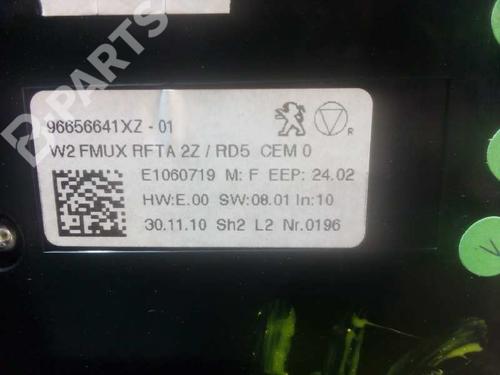 B-PARTS
96656641XZ - 01
R
W2 FMUX RFTA 2Z / RD5 CEM 0
E1060719 M: F EEP: 24.02
HW:E.00 SW:08.01 In:10
30.11.10 Sh2 L2 Nr.0196
V